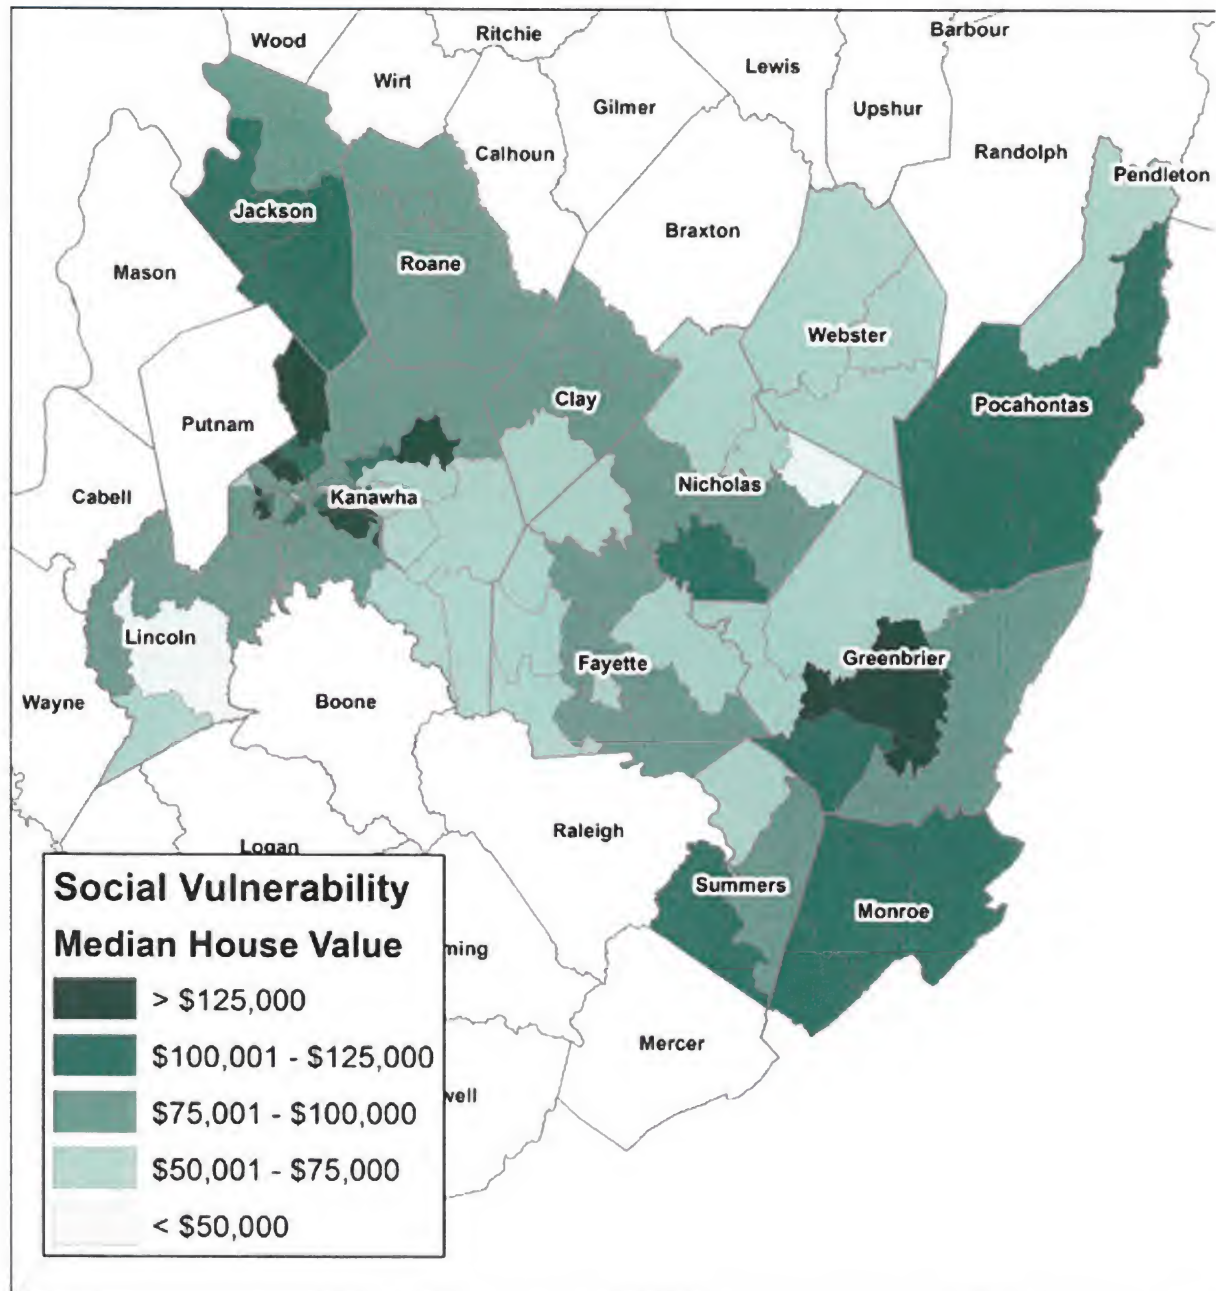 Wood
Ritchie
Barbour
Wirt
Lewis
Gilmer
Upshur
Calhoun
Randolph
Pendleton
Jackson
Braxton
Roane
Mason
Webster
Clay
Pocahontas
Putnam
Nicholas
Cabell
Kanawha
Lincoln
Greenbrier
Fayette
Wayne
Boone
Raleigh
Logan
Summers
Monroe
Mercer
ming
well
Social Vulnerability
Median House Value
> $125,000
$100,001 - $125,000
$75,001 - $100,000
$50,001 - $75,000
< $50,000